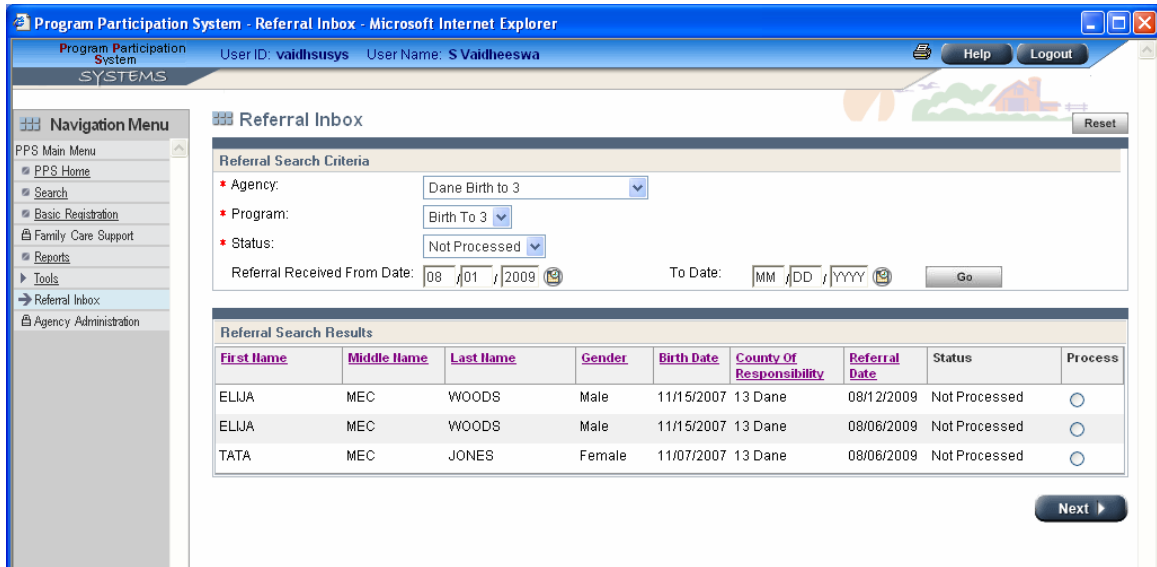 Program Participation System - Referral Inbox - Microsoft Internet Explorer
Program Participation
System
User ID: vaidhsusys User Name: S Vaidheeswa
Help
Logout
SYSTEMS
Navigation Menu
PPS Main Menu
PPS Home
Search
Basic Registration
Family Care Support
Reports
Tools
Referral Inbox
Agency Administration
Referral Inbox
Reset
Referral Search Criteria
* Agency: Dane Birth to 3
* Program: Birth To 3
* Status: Not Processed
Referral Received From Date: 08 / 01 / 2009 To Date: MM / DD / YYYY Go
Referral Search Results
First Name Middle Name Last Name Gender Birth Date County Of Responsibility Referral Date Status Process
ELIJA MEC WOODS Male 11/15/2007 13 Dane 08/12/2009 Not Processed
ELIJA MEC WOODS Male 11/15/2007 13 Dane 08/06/2009 Not Processed
TATA MEC JONES Female 11/07/2007 13 Dane 08/06/2009 Not Processed
Next